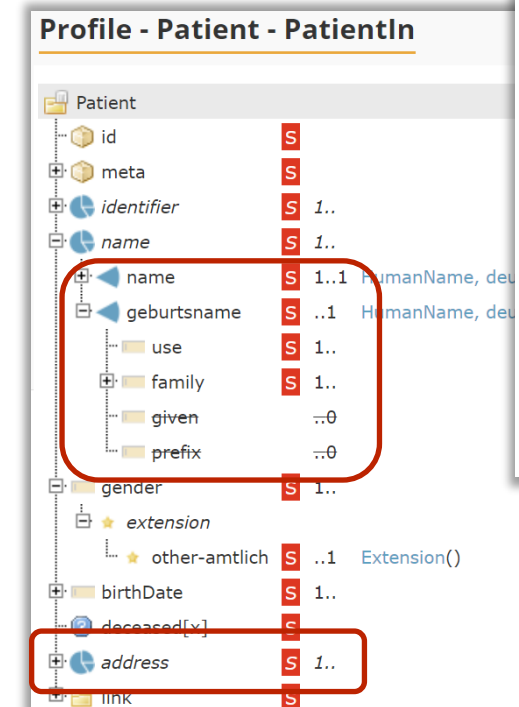 Profile - Patient - PatientIn
Patient
id S
meta S
identifier S 1..
name S 1..
name S 1..1 HumanName, deu
geburtsname S ..1 HumanName, deu
use S 1..
family S 1..
given ..0
prefix ..0
gender S 1..
extension
other-amtlich S ..1 Extension()
birthDate S 1..
deceased[x] S
address S 1..
link S